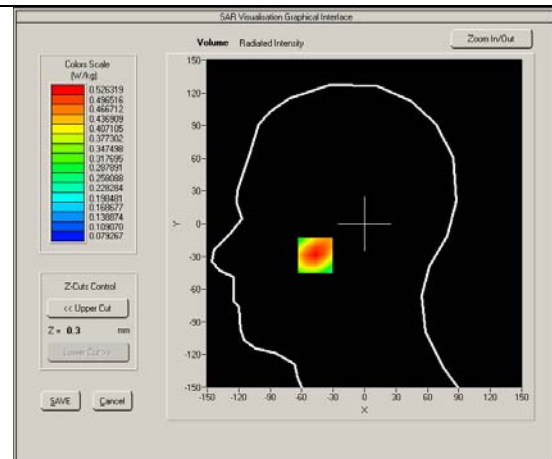 SAR Visualisation Graphical Interface
Volume Radiated Intensity
Zoom In/Out
Colors Scale
(W/kg)
0.526319
0.496516
0.466712
0.436909
0.407105
0.377302
0.347498
0.317695
0.287891
0.258088
0.228284
0.198481
0.168677
0.138874
0.109070
0.079267
Z-Cuts Control
<< Upper Cut
Z = 0.3 mm
Lower Cut >>
SAVE Cancel
150
120
90
60
30
0
-30
-60
-90
-120
-150
Y
-150 -120 -90 -60 -30 0 30 60 90 120 150
X